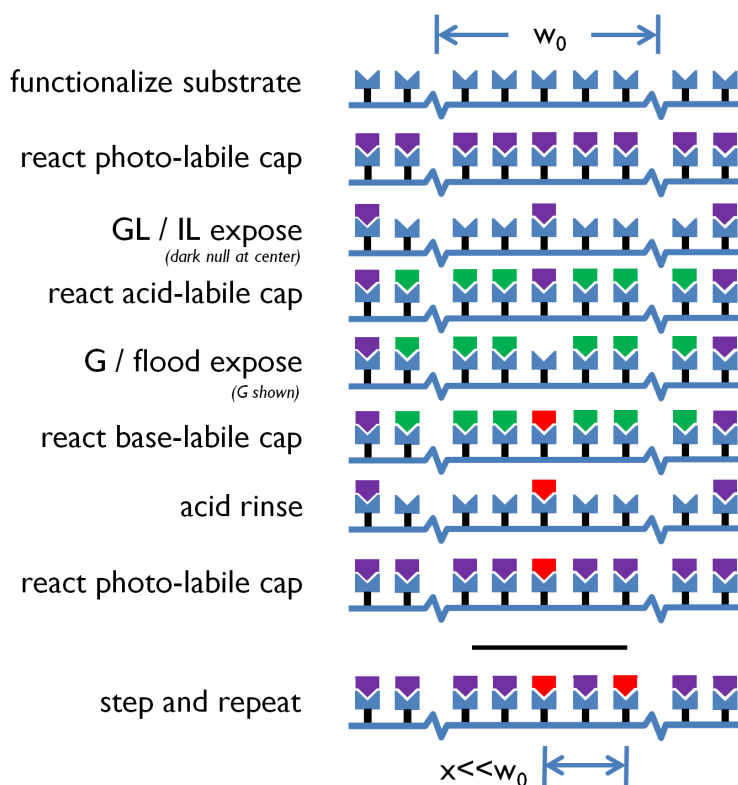 w₀
functionalize substrate
react photo-labile cap
GL / IL expose
(dark null at center)
react acid-labile cap
G / flood expose
(G shown)
react base-labile cap
acid rinse
react photo-labile cap
step and repeat
x<<w₀